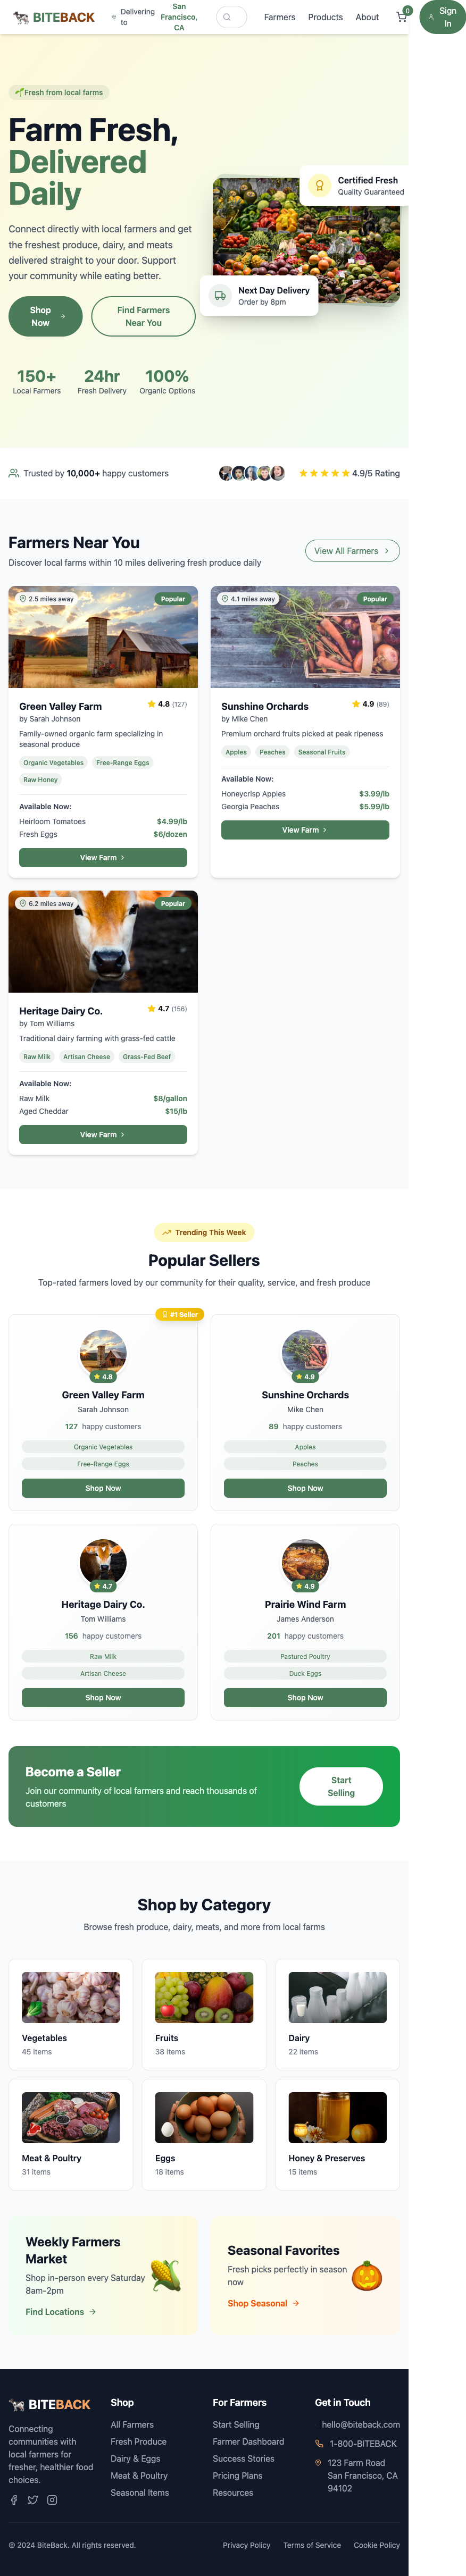 BITEBACK
Delivering to
San Francisco, CA
Farmers
Products
About
0
Sign In
Fresh from local farms
Farm Fresh,
Delivered
Daily
Connect directly with local farmers and get
the freshest produce, dairy, and meats
delivered straight to your door. Support
your community while eating better.
Shop Now
Find Farmers Near You
Certified Fresh
Quality Guaranteed
Next Day Delivery
Order by 8pm
150+
Local Farmers
24hr
Fresh Delivery
100%
Organic Options
Trusted by 10,000+ happy customers
4.9/5 Rating
Farmers Near You
Discover local farms within 10 miles delivering fresh produce daily
View All Farmers
2.5 miles away
Popular
Green Valley Farm
4.8 (127)
by Sarah Johnson
Family-owned organic farm specializing in
seasonal produce
Organic Vegetables
Free-Range Eggs
Raw Honey
Available Now:
Heirloom Tomatoes $4.99/lb
Fresh Eggs $6/dozen
View Farm
4.1 miles away
Popular
Sunshine Orchards
4.9 (89)
by Mike Chen
Premium orchard fruits picked at peak ripeness
Apples
Peaches
Seasonal Fruits
Available Now:
Honeycrisp Apples $3.99/lb
Georgia Peaches $5.99/lb
View Farm
6.2 miles away
Popular
Heritage Dairy Co.
4.7 (156)
by Tom Williams
Traditional dairy farming with grass-fed cattle
Raw Milk
Artisan Cheese
Grass-Fed Beef
Available Now:
Raw Milk $8/gallon
Aged Cheddar $15/lb
View Farm
Trending This Week
Popular Sellers
Top-rated farmers loved by our community for their quality, service, and fresh produce
#1 Seller
4.8
Green Valley Farm
Sarah Johnson
127 happy customers
Organic Vegetables
Free-Range Eggs
Shop Now
4.9
Sunshine Orchards
Mike Chen
89 happy customers
Apples
Peaches
Shop Now
4.7
Heritage Dairy Co.
Tom Williams
156 happy customers
Raw Milk
Artisan Cheese
Shop Now
4.9
Prairie Wind Farm
James Anderson
201 happy customers
Pastured Poultry
Duck Eggs
Shop Now
Become a Seller
Join our community of local farmers and reach thousands of
customers
Start Selling
Shop by Category
Browse fresh produce, dairy, meats, and more from local farms
Vegetables
45 items
Fruits
38 items
Dairy
22 items
Meat & Poultry
31 items
Eggs
18 items
Honey & Preserves
15 items
Weekly Farmers
Market
Shop in-person every Saturday
8am-2pm
Find Locations
Seasonal Favorites
Fresh picks perfectly in season
now
Shop Seasonal
BITEBACK
Connecting
communities with
local farmers for
fresher, healthier food
choices.
Shop
All Farmers
Fresh Produce
Dairy & Eggs
Meat & Poultry
Seasonal Items
For Farmers
Start Selling
Farmer Dashboard
Success Stories
Pricing Plans
Resources
Get in Touch
hello@biteback.com
1-800-BITEBACK
123 Farm Road
San Francisco, CA
94102
© 2024 BiteBack. All rights reserved.
Privacy Policy
Terms of Service
Cookie Policy